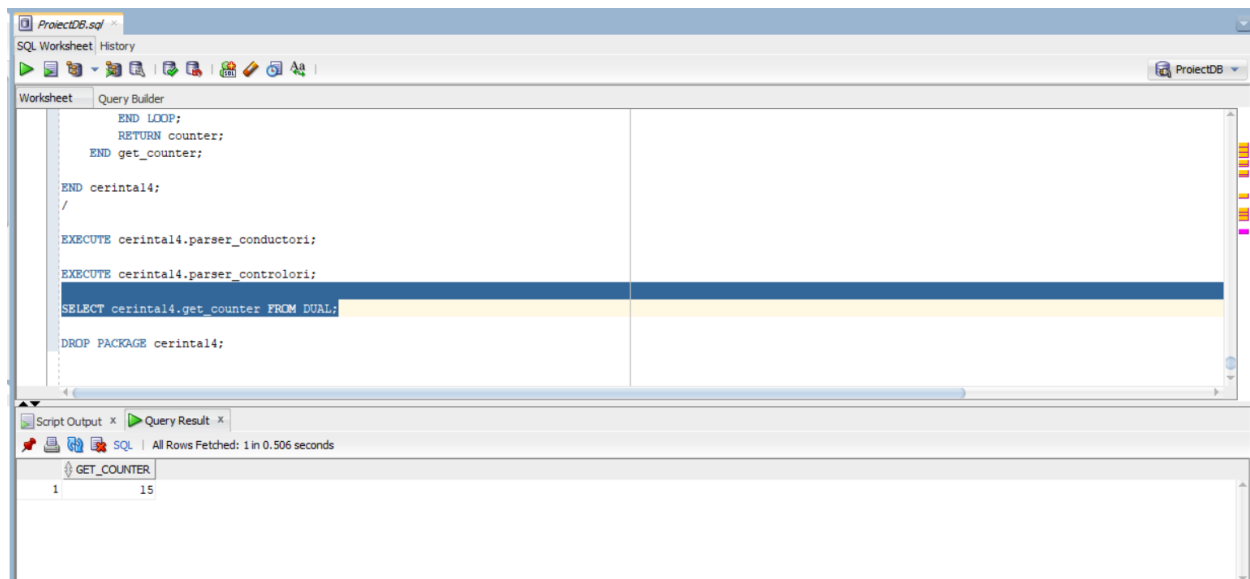 ProiectDB.sql
SQL Worksheet History
ProiectDB
Worksheet Query Builder
END LOOP;
RETURN counter;
END get_counter;
END cerinta14;
/
EXECUTE cerinta14.parser_conductori;
EXECUTE cerinta14.parser_controlori;
SELECT cerinta14.get_counter FROM DUAL;
DROP PACKAGE cerinta14;
Script Output x Query Result x
SQL | All Rows Fetched: 1 in 0.506 seconds
GET_COUNTER
1 15